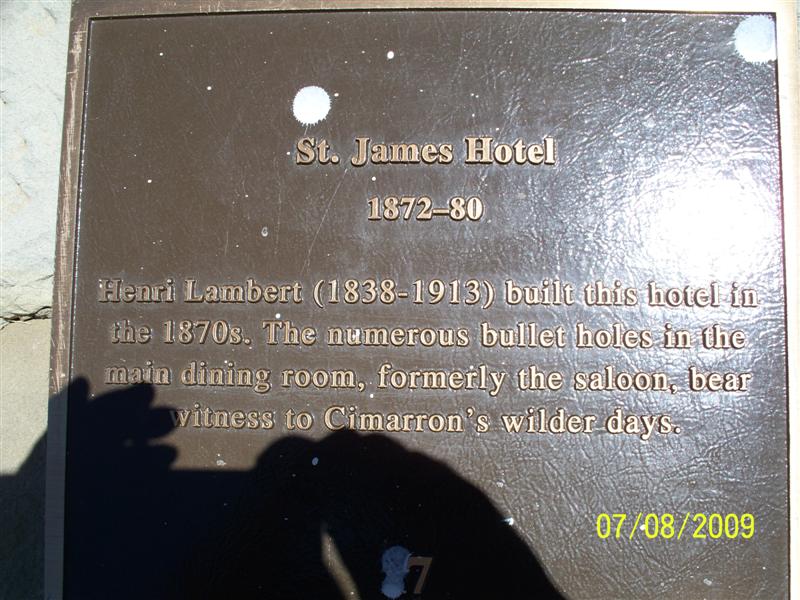 St. James Hotel
1872–80
Henri Lambert (1838-1913) built this hotel in
the 1870s. The numerous bullet holes in the
main dining room, formerly the saloon, bear
witness to Cimarron's wilder days.
07/08/2009
7